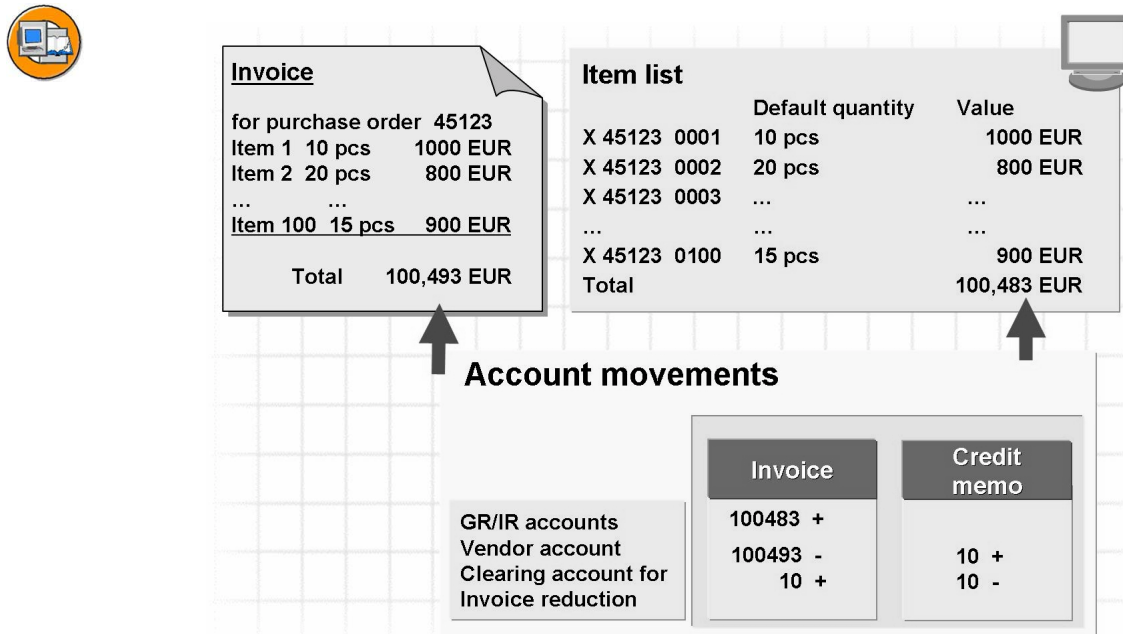 Invoice
for purchase order 45123
Item 1 10 pcs 1000 EUR
Item 2 20 pcs 800 EUR
... ...
Item 100 15 pcs 900 EUR
Total 100,493 EUR
Item list
Default quantity Value
X 45123 0001 10 pcs 1000 EUR
X 45123 0002 20 pcs 800 EUR
X 45123 0003 ... ...
... ... ...
X 45123 0100 15 pcs 900 EUR
Total 100,483 EUR
Account movements
Invoice
Credit
memo
GR/IR accounts 100483 +
Vendor account 100493 - 10 +
Clearing account for 10 + 10 -
Invoice reduction